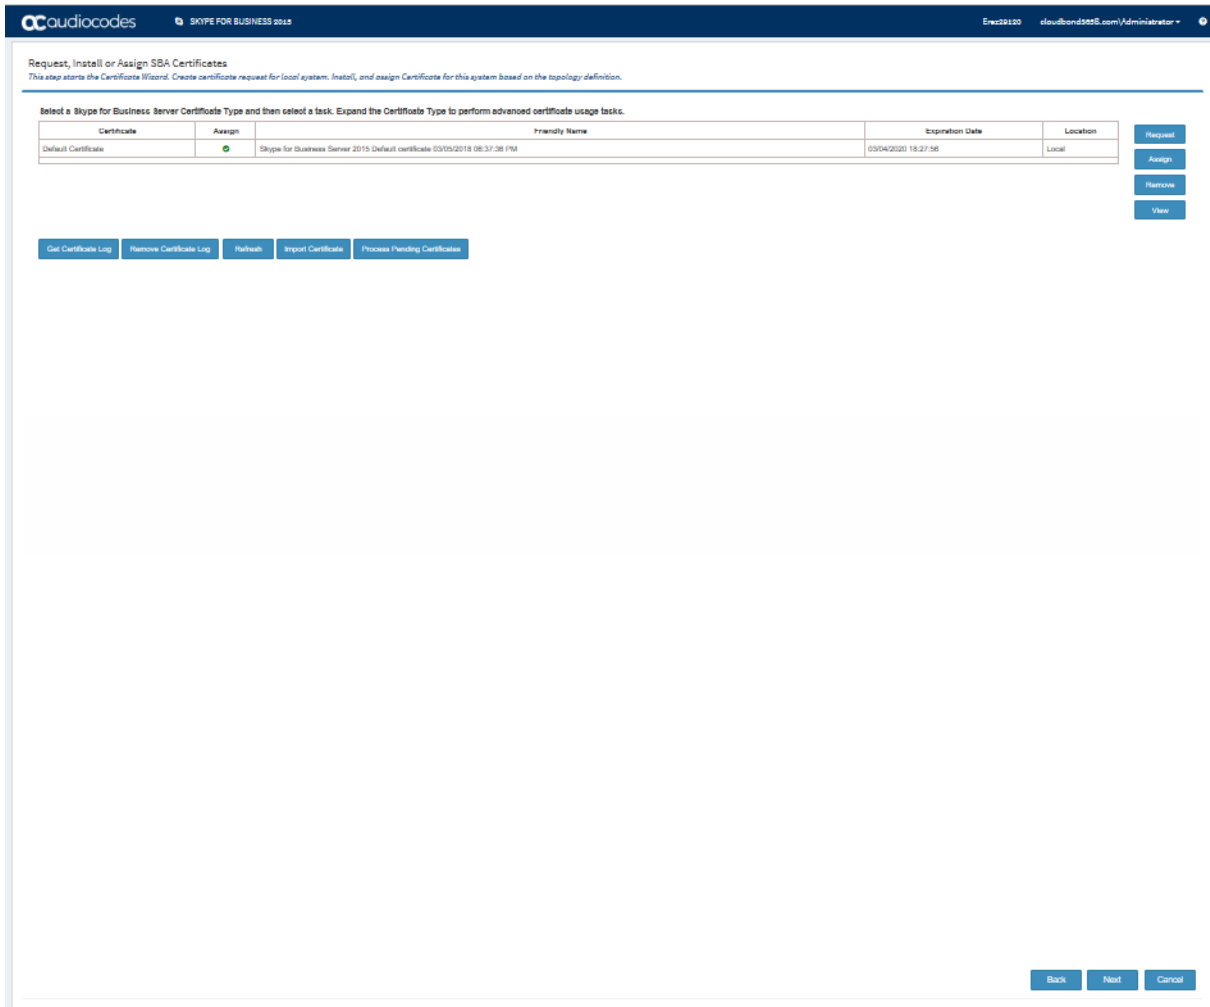 audiocodes SKYPE FOR BUSINESS 2015 Erez29120 cloudbond365B.com\Administrator
Request, Install or Assign SBA Certificates
This step starts the Certificate Wizard. Create certificate request for local system. Install, and assign Certificate for this system based on the topology definition.
Select a Skype for Business Server Certificate Type and then select a task. Expand the Certificate Type to perform advanced certificate usage tasks.
Certificate Assign Friendly Name Expiration Date Location
Default Certificate Skype for Business Server 2015 Default certificate 03/05/2018 06:37:36 PM 03/04/2020 18:27:56 Local
Request
Assign
Remove
View
Get Certificate Log Remove Certificate Log Refresh Import Certificate Process Pending Certificates
Back Next Cancel